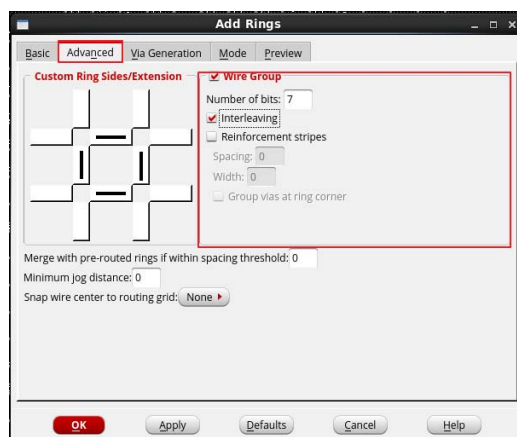 Add Rings
Basic Advanced Via Generation Mode Preview
Custom Ring Sides/Extension
Wire Group
Number of bits: 7
Interleaving
Reinforcement stripes
Spacing: 0
Width: 0
Group vias at ring corner
Merge with pre-routed rings if within spacing threshold: 0
Minimum jog distance: 0
Snap wire center to routing grid: None
OK Apply Defaults Cancel Help